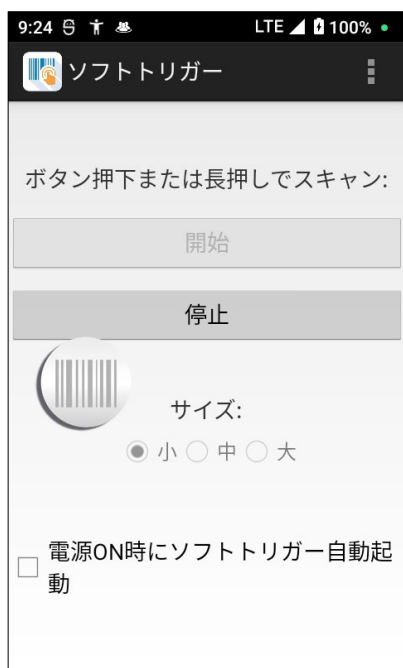 9:24 LTE 100%
ソフトトリガー
ボタン押下または長押しでスキャン:
開始
停止
サイズ:
小 中 大
電源ON時にソフトトリガー自動起
動